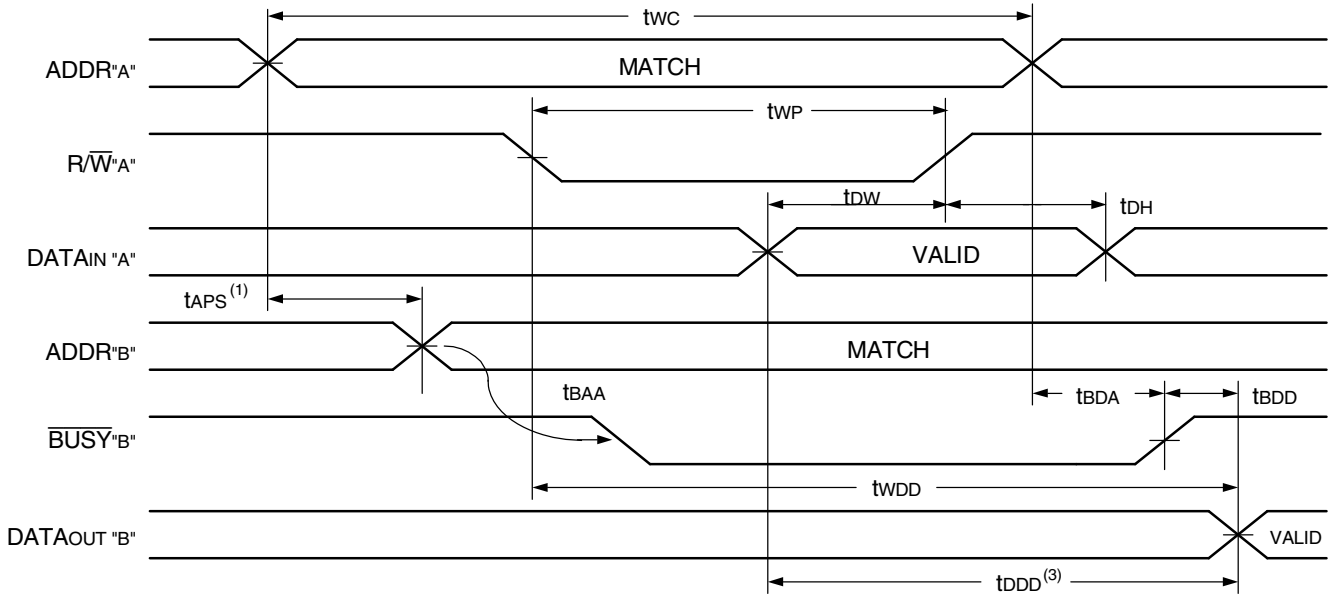 tWC
ADDR"A"
MATCH
tWP
R/W̅"A"
tDW
tDH
DATAIN "A"
VALID
tAPS(1)
ADDR"B"
MATCH
tBAA
tBDA
tBDD
B̅U̅S̅Y̅"B"
tWDD
DATAOUT "B"
VALID
tDDD(3)